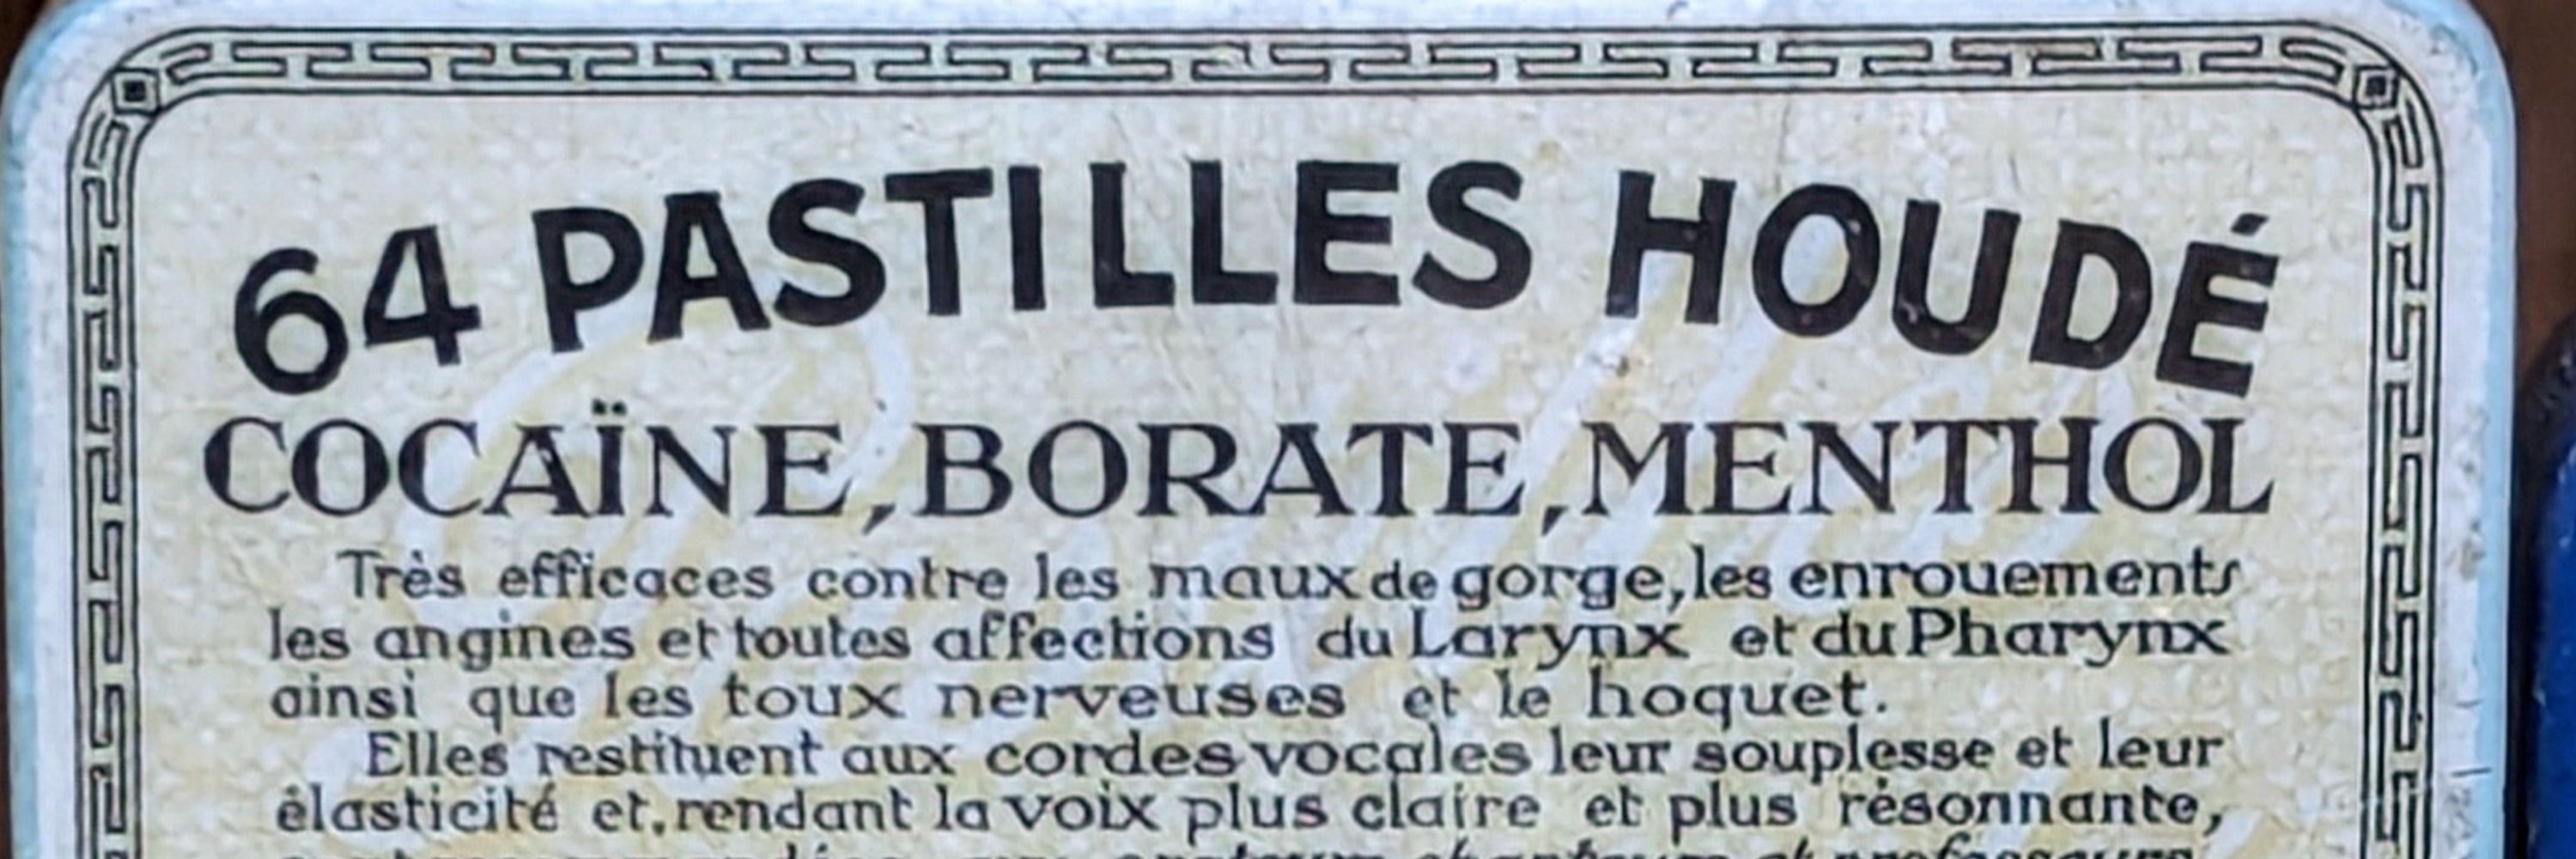 64 PASTILLES HOUDÉ
COCAÏNE, BORATE, MENTHOL
Très efficaces contre les maux de gorge, les enrouements
les angines et toutes affections du Larynx et du Pharynx
ainsi que les toux nerveuses et le hoquet.
Elles restituent aux cordes vocales leur souplesse et leur
élasticité et, rendant la voix plus claire et plus résonnante,